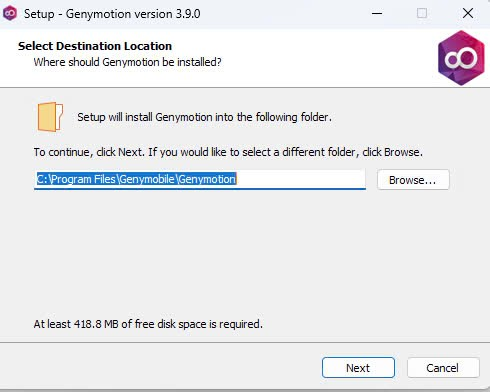 Setup - Genymotion version 3.9.0
Select Destination Location
Where should Genymotion be installed?
Setup will install Genymotion into the following folder.
To continue, click Next. If you would like to select a different folder, click Browse.
C:\Program Files\Genymobile\Genymotion
Browse...
At least 418.8 MB of free disk space is required.
Next
Cancel